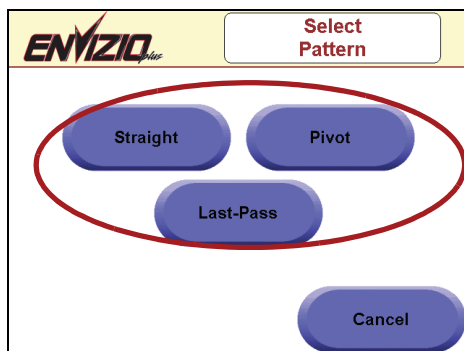 ENVIZIO plus
Select
Pattern
Straight
Pivot
Last-Pass
Cancel